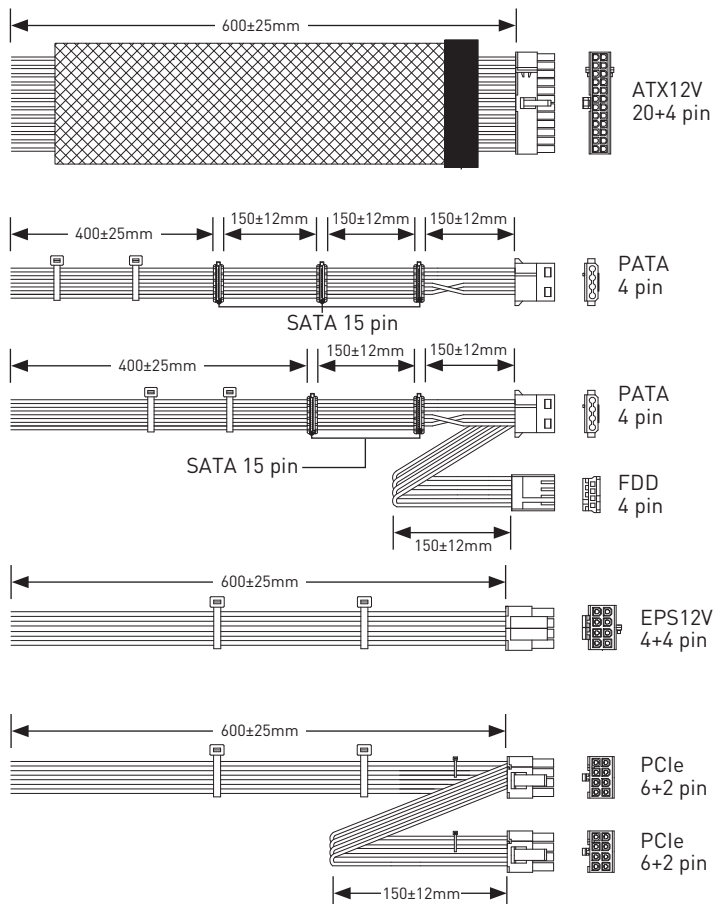 600±25mm
ATX12V
20+4 pin
400±25mm
150±12mm
150±12mm
150±12mm
PATA
4 pin
SATA 15 pin
400±25mm
150±12mm
150±12mm
PATA
4 pin
SATA 15 pin
FDD
4 pin
150±12mm
600±25mm
EPS12V
4+4 pin
600±25mm
PCIe
6+2 pin
PCIe
6+2 pin
150±12mm